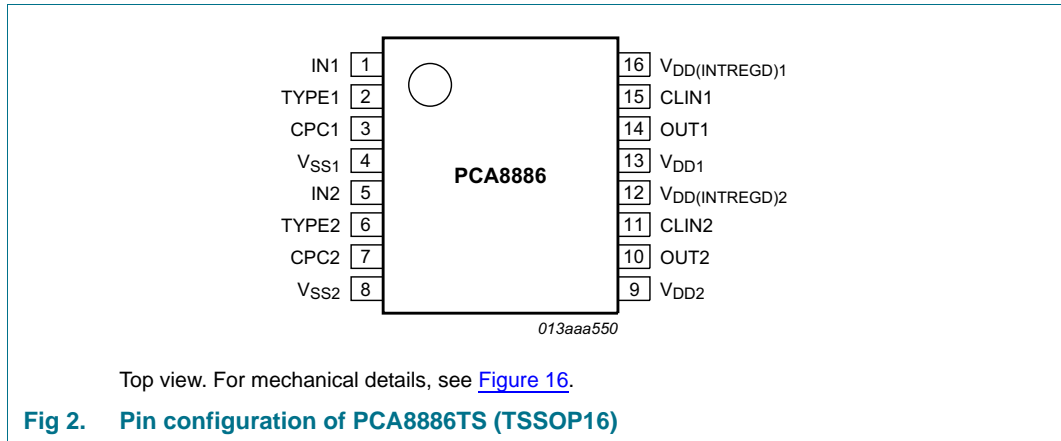 IN1 1 16 VDD(INTREGD)1
TYPE1 2 15 CLIN1
CPC1 3 14 OUT1
VSS1 4 13 VDD1
PCA8886
IN2 5 12 VDD(INTREGD)2
TYPE2 6 11 CLIN2
CPC2 7 10 OUT2
VSS2 8 9 VDD2
013aaa550
Top view. For mechanical details, see Figure 16.
Fig 2. Pin configuration of PCA8886TS (TSSOP16)